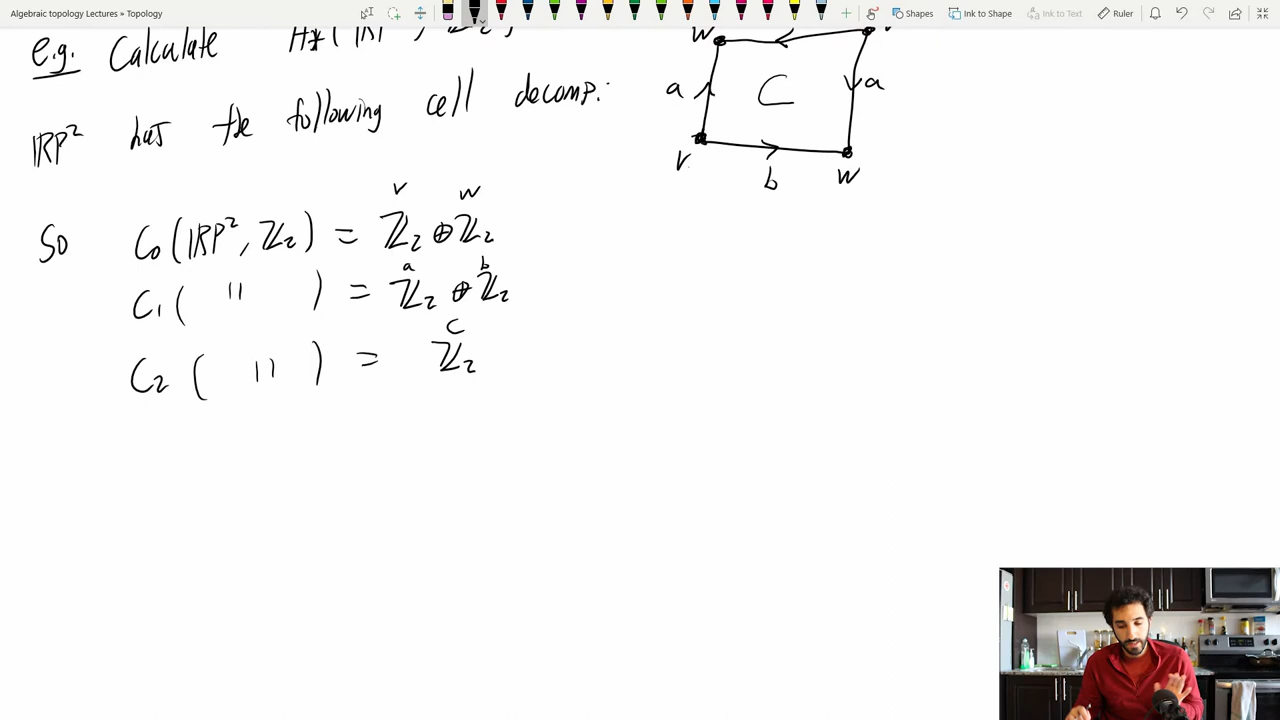 Algebraic topology Lectures – Topology
Shapes Ink to Shape Ink to Text Ruler
e.g. Calculate
w
a C a
v b w
RP² has the following cell decomp:
v w
So C₀(RP², ℤ₂) = ℤ₂ ⊕ ℤ₂
a b
C₁( " ) = ℤ₂ ⊕ ℤ₂
C
C₂( " ) = ℤ₂